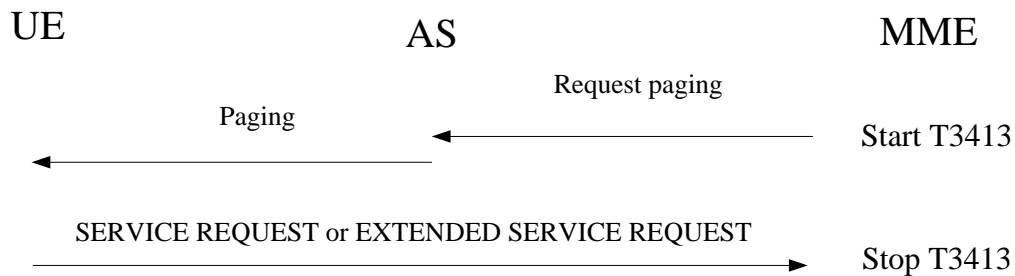 UE
AS
MME
Request paging
Paging
Start T3413
SERVICE REQUEST or EXTENDED SERVICE REQUEST
Stop T3413